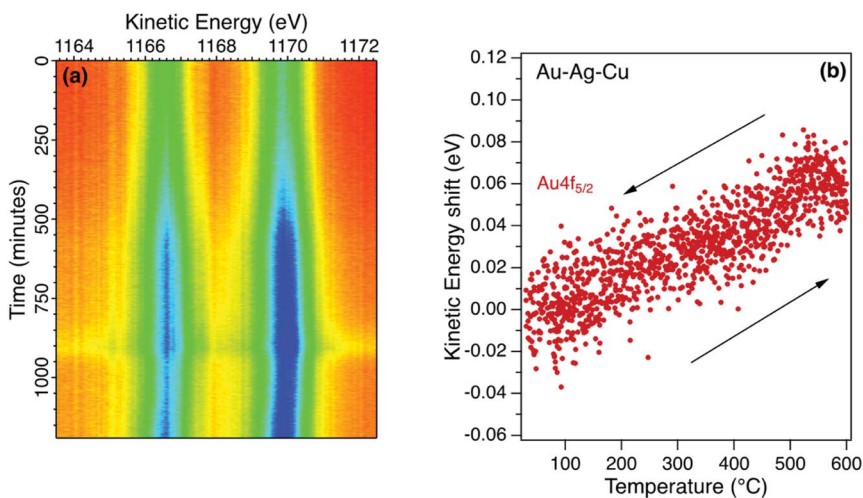 Kinetic Energy (eV)
1164 1166 1168 1170 1172
(a)
Time (minutes)
0
250
500
750
1000
(b)
Au-Ag-Cu
Au4f5/2
Kinetic Energy shift (eV)
0.12
0.10
0.08
0.06
0.04
0.02
0.00
-0.02
-0.04
-0.06
100 200 300 400 500 600
Temperature (°C)